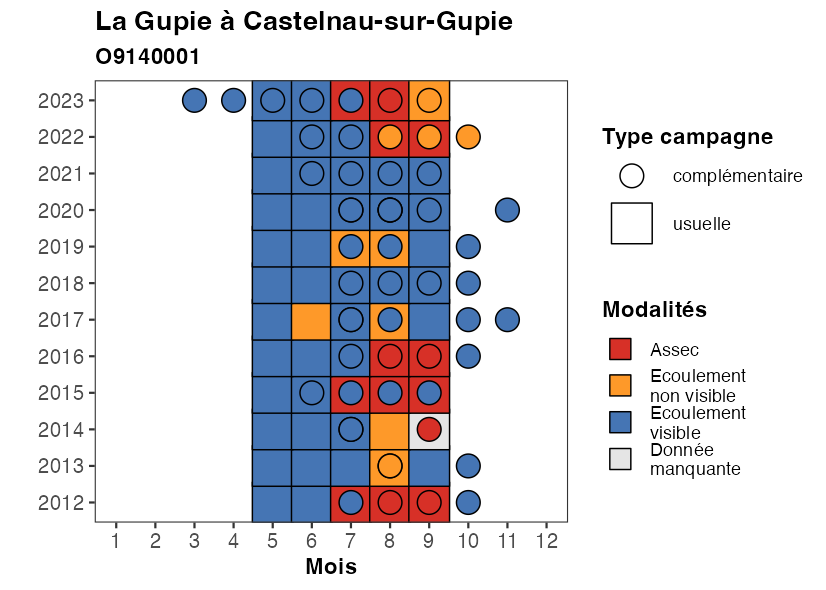 La Gupie à Castelnau-sur-Gupie
O9140001
2023
2022
2021
2020
2019
2018
2017
2016
2015
2014
2013
2012
1 2 3 4 5 6 7 8 9 10 11 12
Mois
Type campagne
complémentaire
usuelle
Modalités
Assec
Ecoulement
non visible
Ecoulement
visible
Donnée
manquante